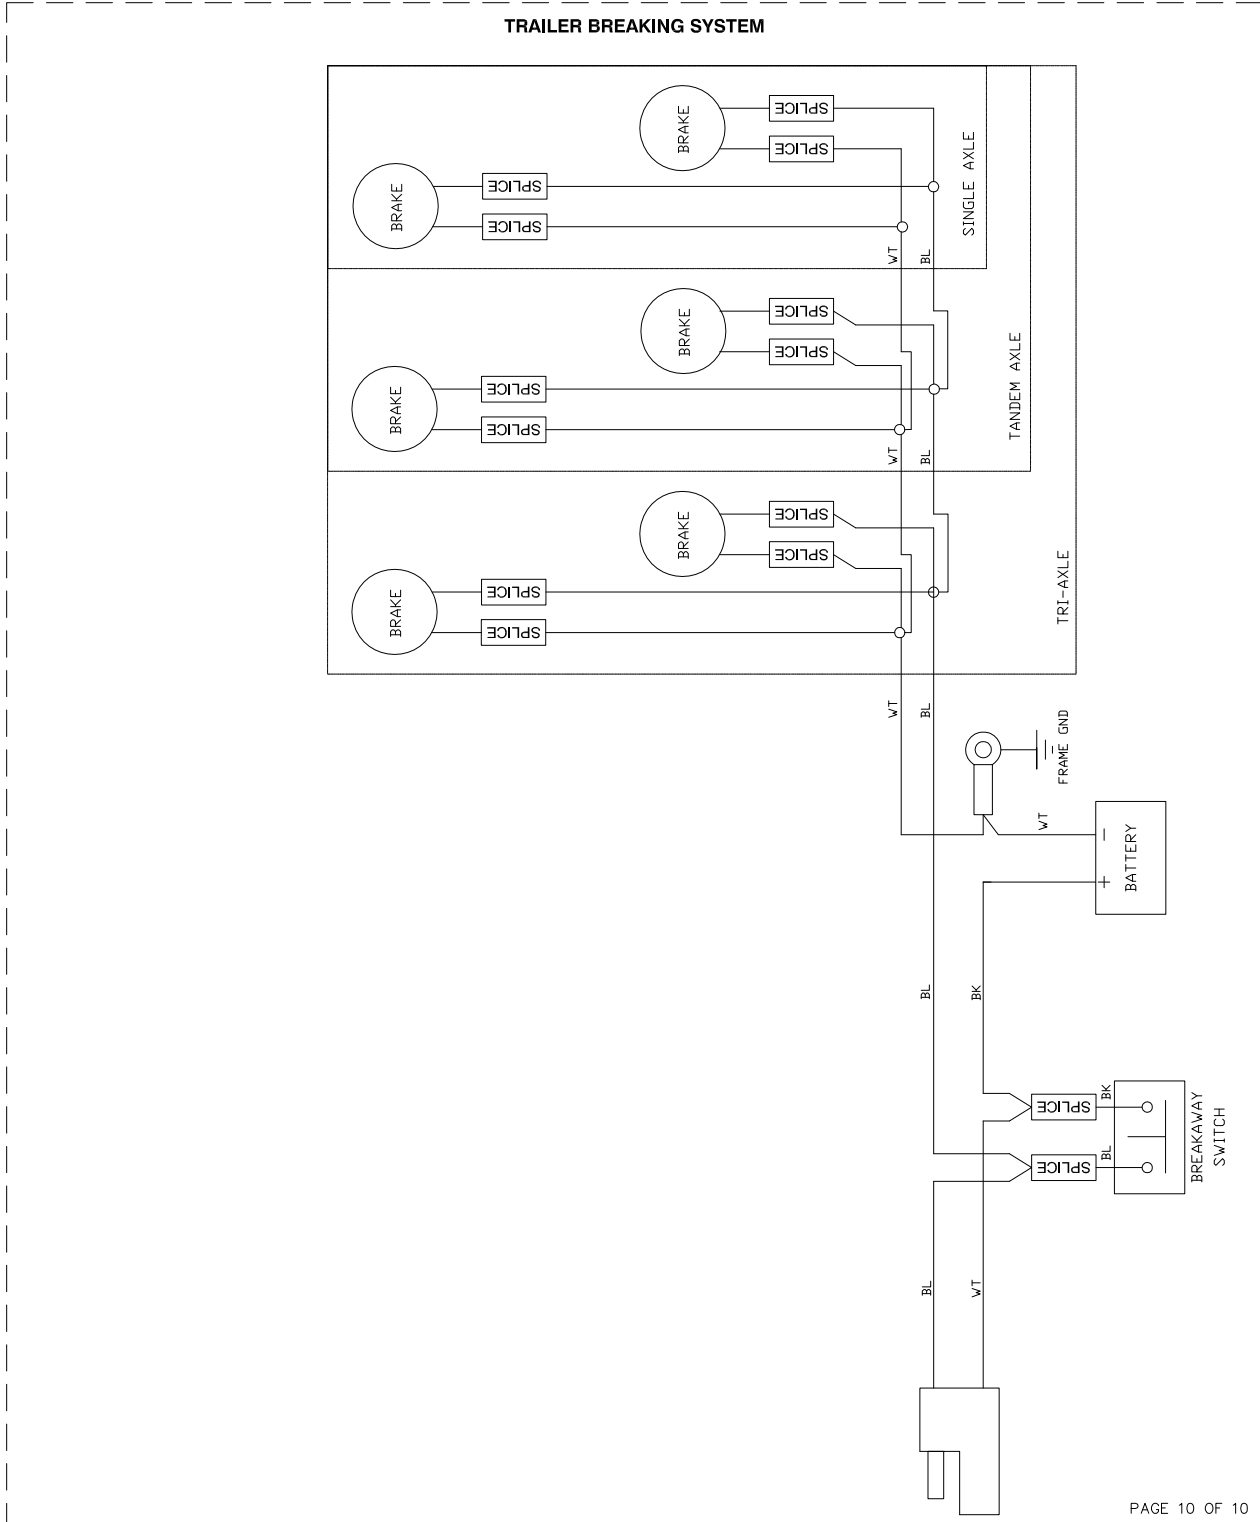 TRAILER BREAKING SYSTEM
BRAKE
SPLICE
SPLICE
BRAKE
SPLICE
SPLICE
SINGLE AXLE
WT
BL
BRAKE
SPLICE
SPLICE
BRAKE
SPLICE
SPLICE
TANDEM AXLE
WT
BL
BRAKE
SPLICE
SPLICE
BRAKE
SPLICE
SPLICE
TRI-AXLE
WT
BL
FRAME GND
WT
- +
BATTERY
BL
BK
SPLICE
BK
SPLICE
BL
BREAKAWAY
SWITCH
BL
WT
PAGE 10 OF 10